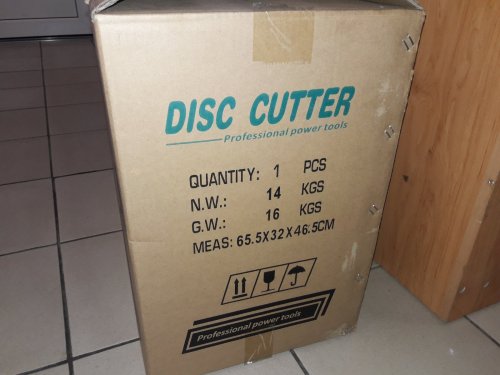 DISC CUTTER
Professional power tools
QUANTITY: 1 PCS
N.W.: 14 KGS
G.W.: 16 KGS
MEAS: 65.5X32X46.5CM
Professional power tools